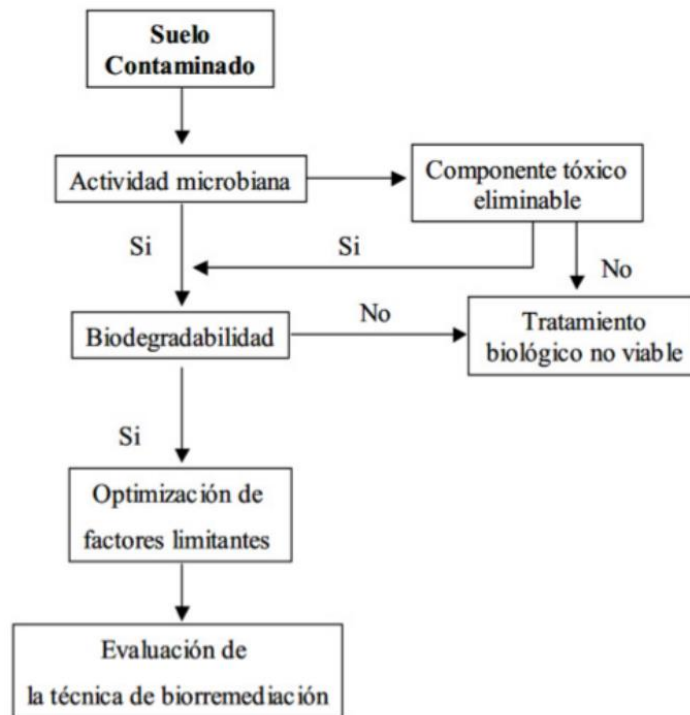 Suelo
Contaminado
Actividad microbiana
Componente tóxico
eliminable
Si
Si
No
Biodegradabilidad
No
Tratamiento
biológico no viable
Si
Optimización de
factores limitantes
Evaluación de
la técnica de biorremediación